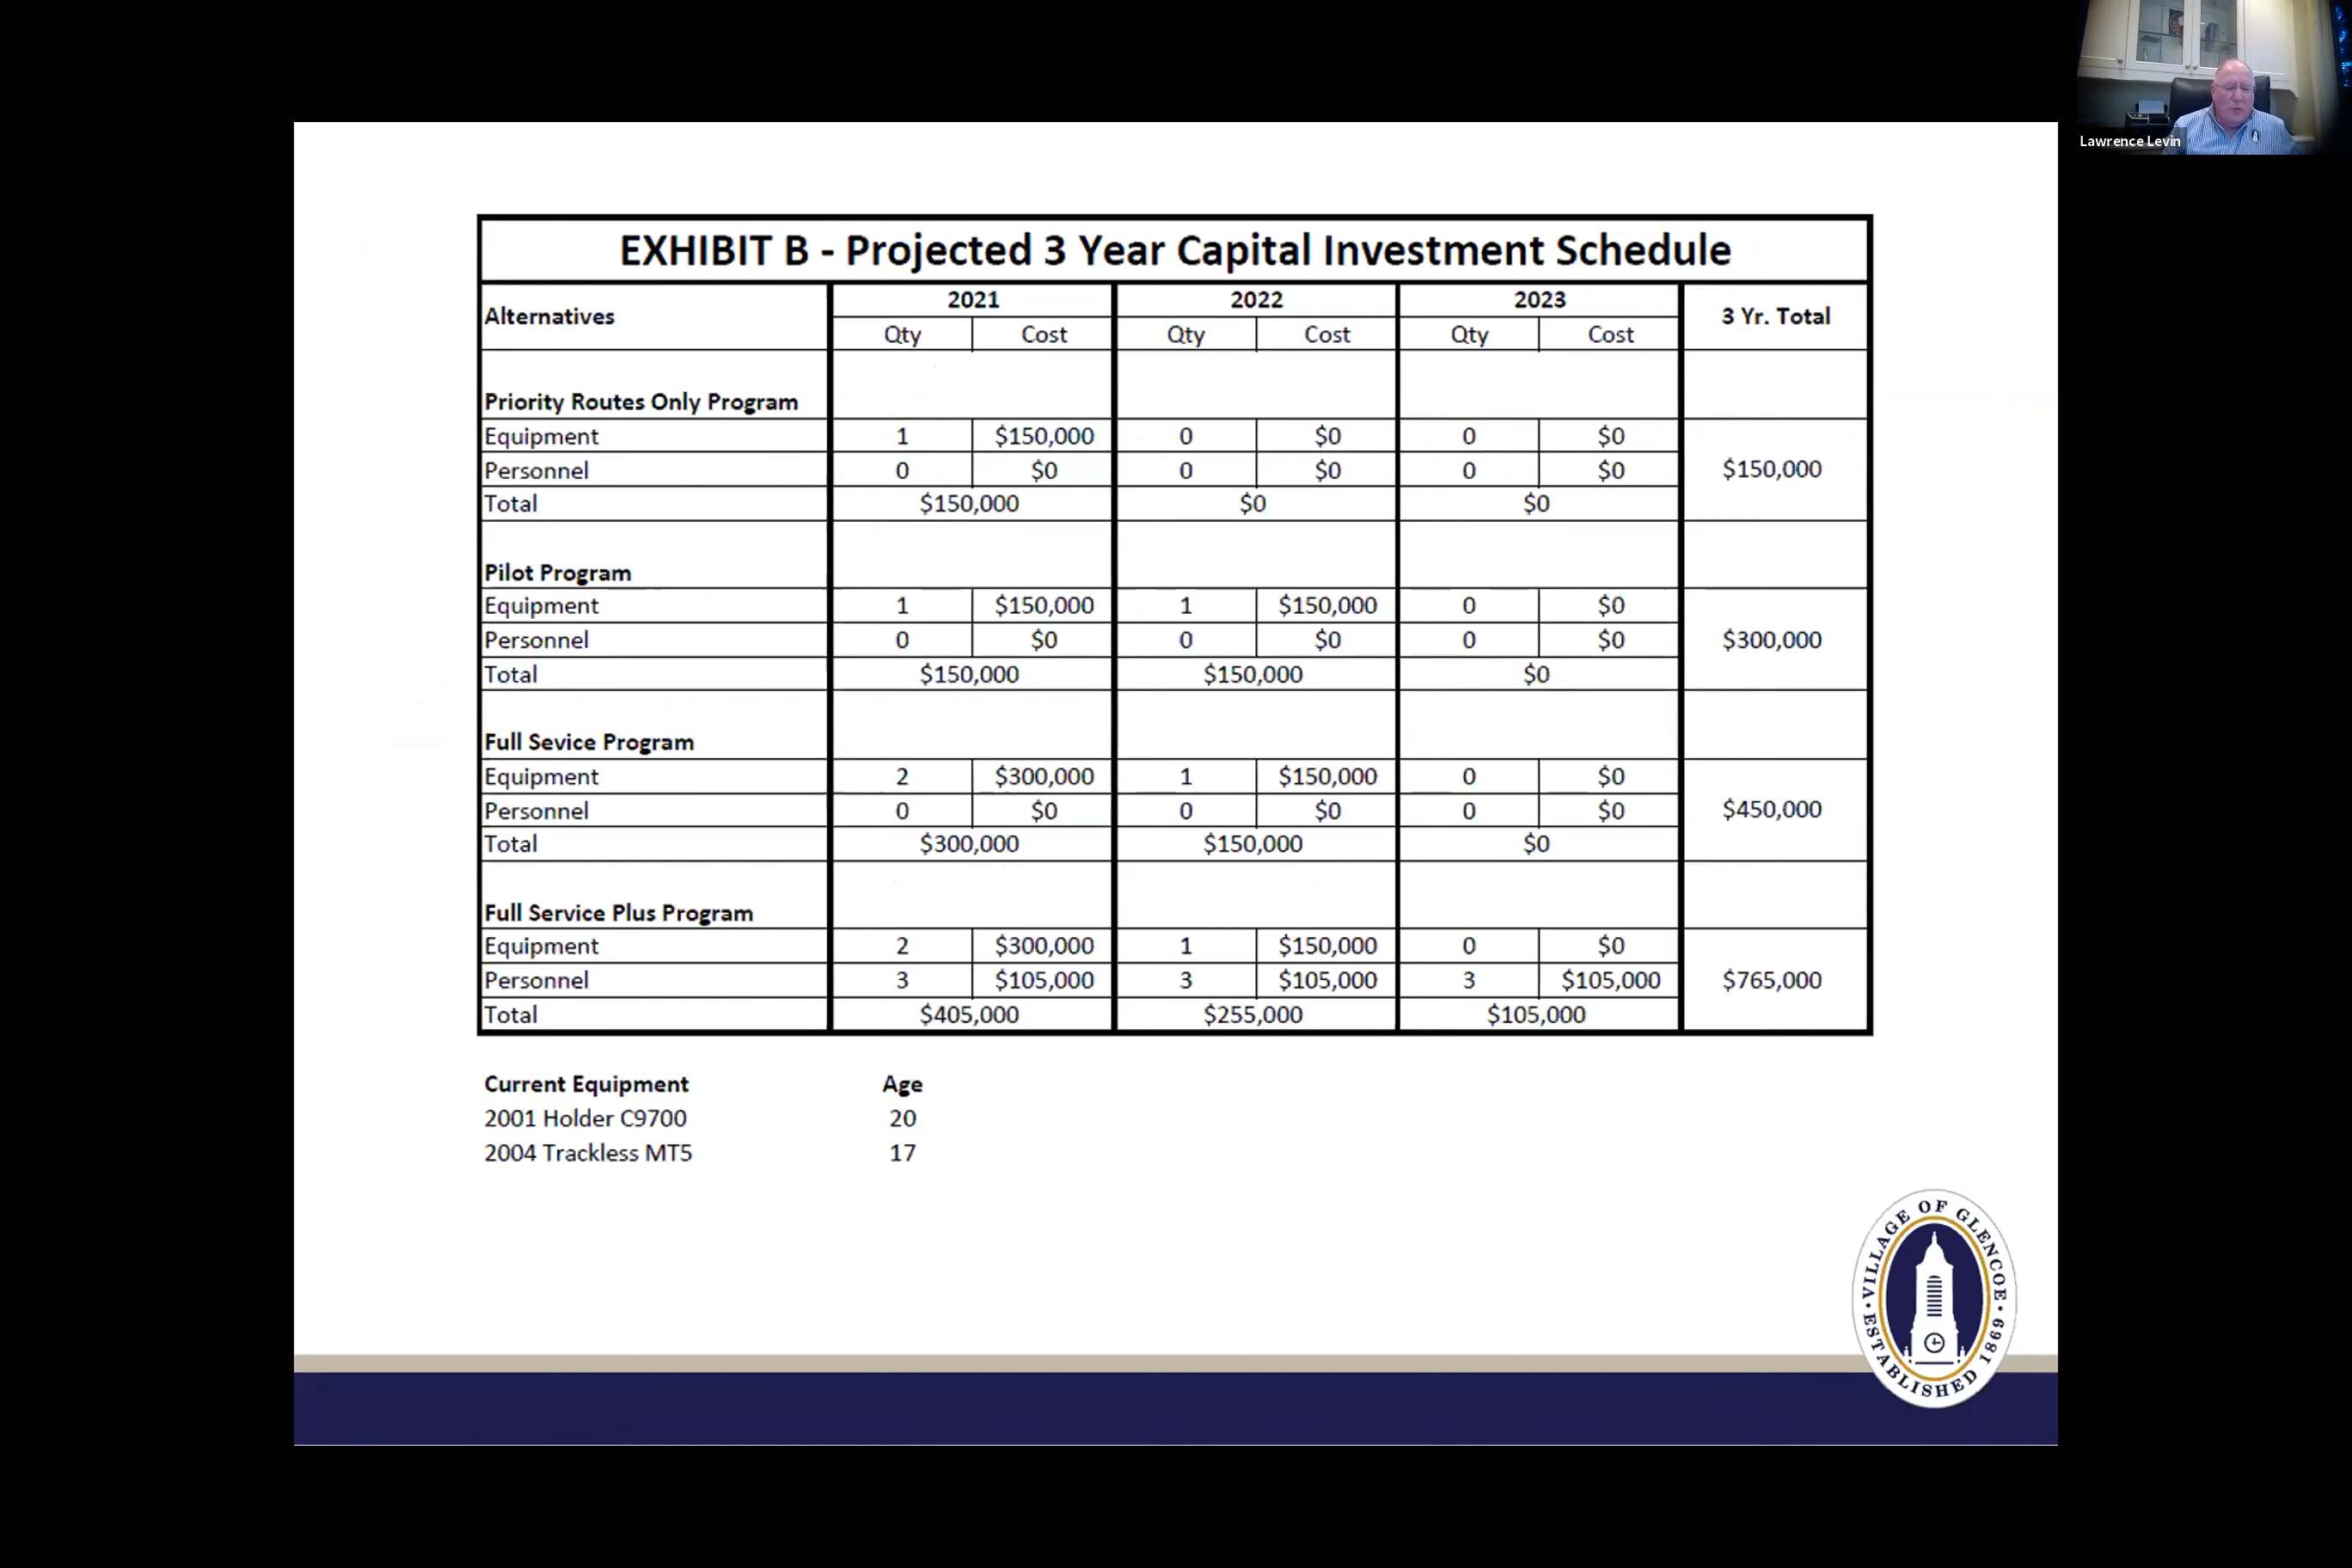 Lawrence Levin
EXHIBIT B - Projected 3 Year Capital Investment Schedule
Alternatives 2021 2022 2023 3 Yr. Total
Qty Cost Qty Cost Qty Cost
Priority Routes Only Program
Equipment 1 $150,000 0 $0 0 $0
Personnel 0 $0 0 $0 0 $0 $150,000
Total $150,000 $0 $0
Pilot Program
Equipment 1 $150,000 1 $150,000 0 $0
Personnel 0 $0 0 $0 0 $0 $300,000
Total $150,000 $150,000 $0
Full Sevice Program
Equipment 2 $300,000 1 $150,000 0 $0
Personnel 0 $0 0 $0 0 $0 $450,000
Total $300,000 $150,000 $0
Full Service Plus Program
Equipment 2 $300,000 1 $150,000 0 $0
Personnel 3 $105,000 3 $105,000 3 $105,000 $765,000
Total $405,000 $255,000 $105,000
Current Equipment Age
2001 Holder C9700 20
2004 Trackless MT5 17
VILLAGE OF GLENCOE
ESTABLISHED 1869